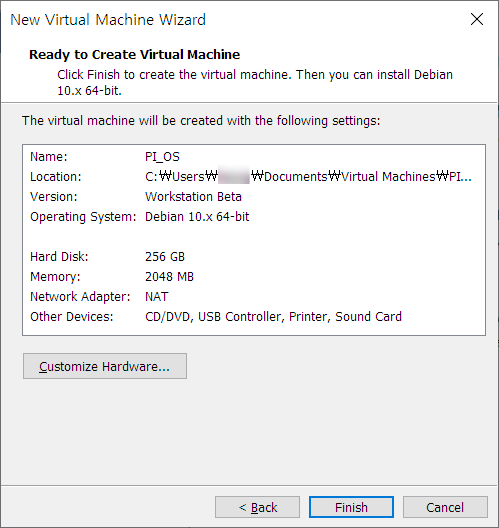 New Virtual Machine Wizard
Ready to Create Virtual Machine
Click Finish to create the virtual machine. Then you can install Debian
10.x 64-bit.
The virtual machine will be created with the following settings:
Name: PI_OS
Location: C:₩Users₩ ₩Documents₩Virtual Machines₩PI...
Version: Workstation Beta
Operating System: Debian 10.x 64-bit
Hard Disk: 256 GB
Memory: 2048 MB
Network Adapter: NAT
Other Devices: CD/DVD, USB Controller, Printer, Sound Card
Customize Hardware...
< Back Finish Cancel